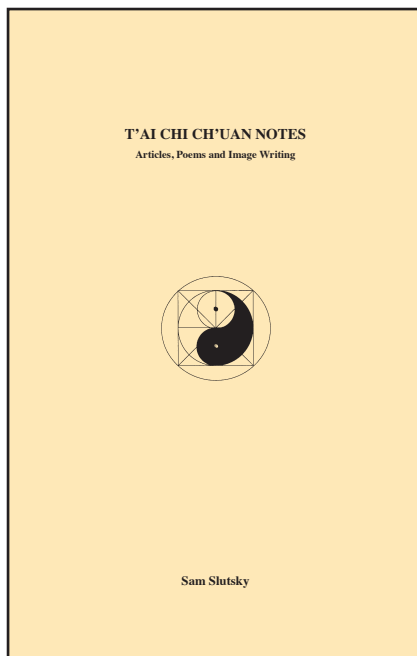 T’AI CHI CH’UAN NOTES
Articles, Poems and Image Writing
Sam Slutsky